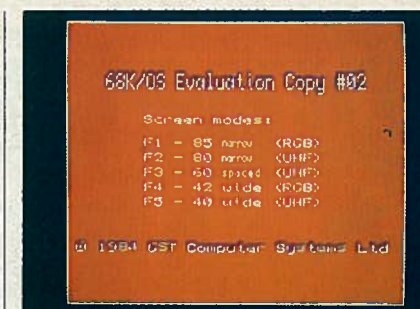 68K/OS Evaluation Copy #02
Screen modes:
F1 - 85 narrow (RGB)
F2 - 80 narrow (UHF)
F3 - 60 spaced (UHF)
F4 - 42 wide (RGB)
F5 - 40 wide (UHF)
© 1984 GST Computer Systems Ltd